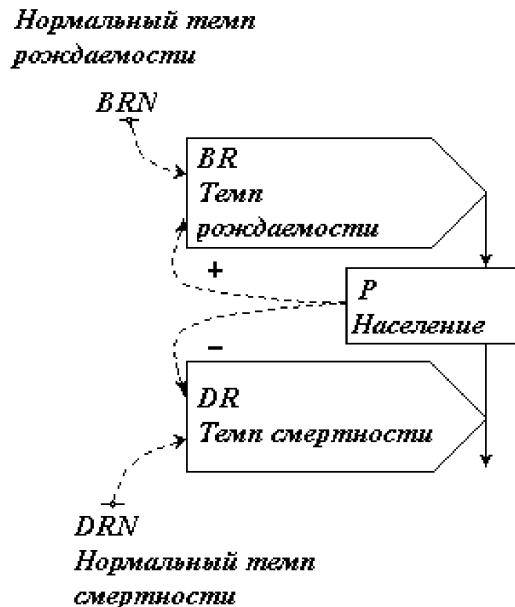 Нормальный темп
рождаемости
BRN
BR
Темп
рождаемости
+
P
Население
−
DR
Темп смертности
DRN
Нормальный темп
смертности